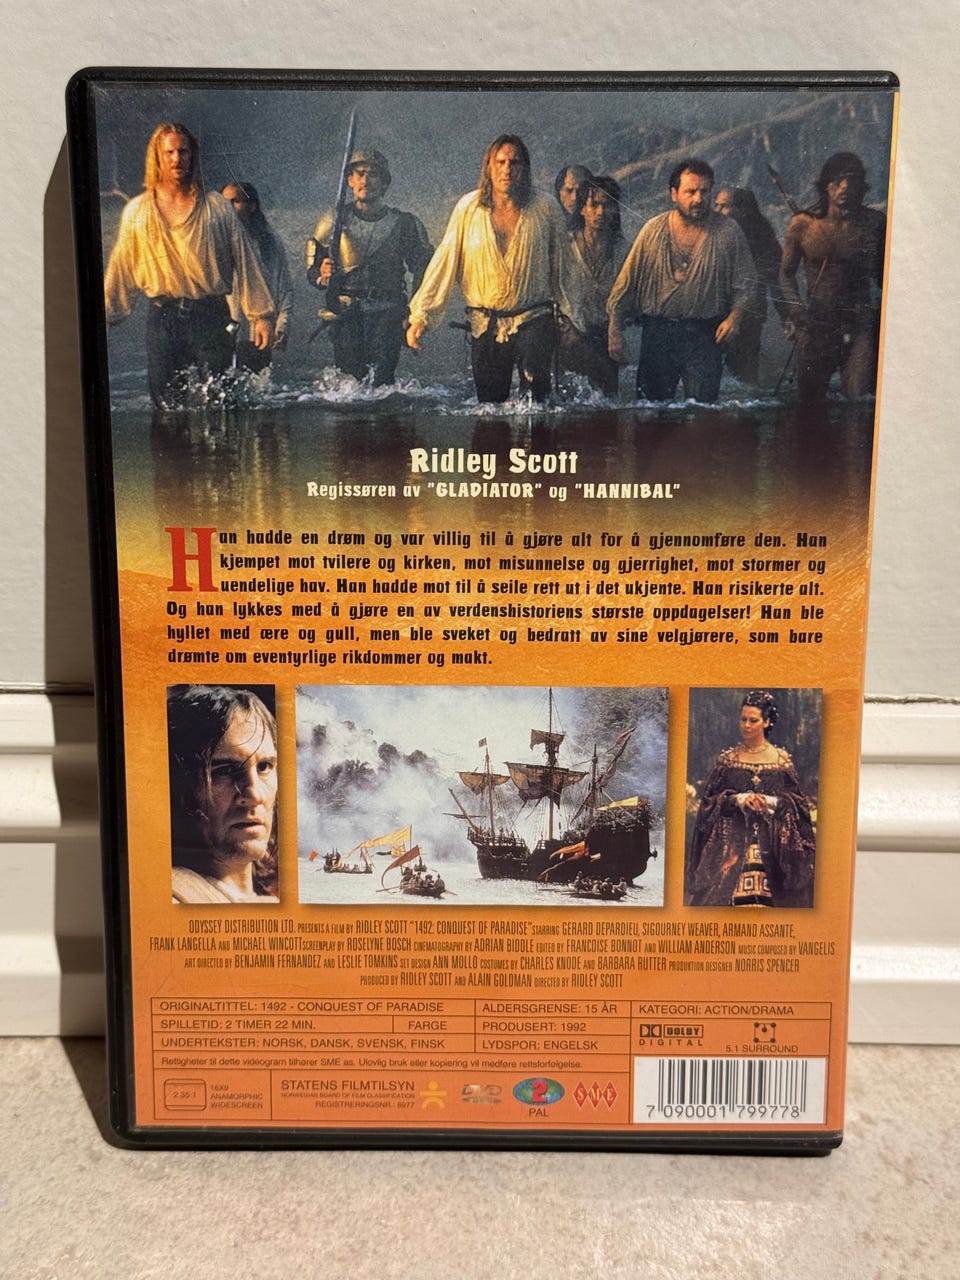 Ridley Scott
Regissøren av "GLADIATOR" og "HANNIBAL"
Han hadde en drøm og var villig til å gjøre alt for å gjennomføre den. Han
kjempet mot tvilere og kirken, mot misunnelse og gjerrighet, mot stormer og
uendelige hav. Han hadde mot til å seile rett ut i det ukjente. Han risikerte alt.
Og han lykkes med å gjøre en av verdenshistoriens største oppdagelser! Han ble
hyllet med ære og gull, men ble sveket og bedratt av sine velgjørere, som bare
drømte om eventyrlige rikdommer og makt.
ODYSSEY DISTRIBUTION LTD. PRESENTS A FILM BY RIDLEY SCOTT "1492: CONQUEST OF PARADISE" STARRING GERARD DEPARDIEU, SIGOURNEY WEAVER, ARMAND ASSANTE,
FRANK LANGELLA AND MICHAEL WINCOTT SCREENPLAY BY ROSELYNE BOSCH CINEMATOGRAPHY BY ADRIAN BIDDLE EDITED BY FRANCOISE BONNOT AND WILLIAM ANDERSON MUSIC COMPOSED BY VANGELIS
ART DIRECTED BY BENJAMIN FERNANDEZ AND LESLIE TOMKINS SET DESIGN ANN MOLLO COSTUMES BY CHARLES KNODE AND BARBARA RUTTER PRODUKTION DESIGNER NORRIS SPENCER
PRODUCED BY RIDLEY SCOTT AND ALAIN GOLDMAN DIRECTED BY RIDLEY SCOTT
ORIGINALTITTEL: 1492 - CONQUEST OF PARADISE
ALDERSGRENSE: 15 ÅR
KATEGORI: ACTION/DRAMA
SPILLETID: 2 TIMER 22 MIN.
FARGE
PRODUSERT: 1992
UNDERTEKSTER: NORSK, DANSK, SVENSK, FINSK
LYDSPOR: ENGELSK
DOLBY
DIGITAL
5.1 SURROUND
Rettigheter til dette videogram tilhører SME as. Ulovlig bruk eller kopiering vil medføre rettsforfølgelse.
2.35:1
16X9
ANAMORPHIC
WIDESCREEN
STATENS FILMTILSYN
NORWEGIAN BOARD OF FILM CLASSIFICATION
REGISTRERINGSNR.: 8977
DVD
2
PAL
SME
7 090001 799778